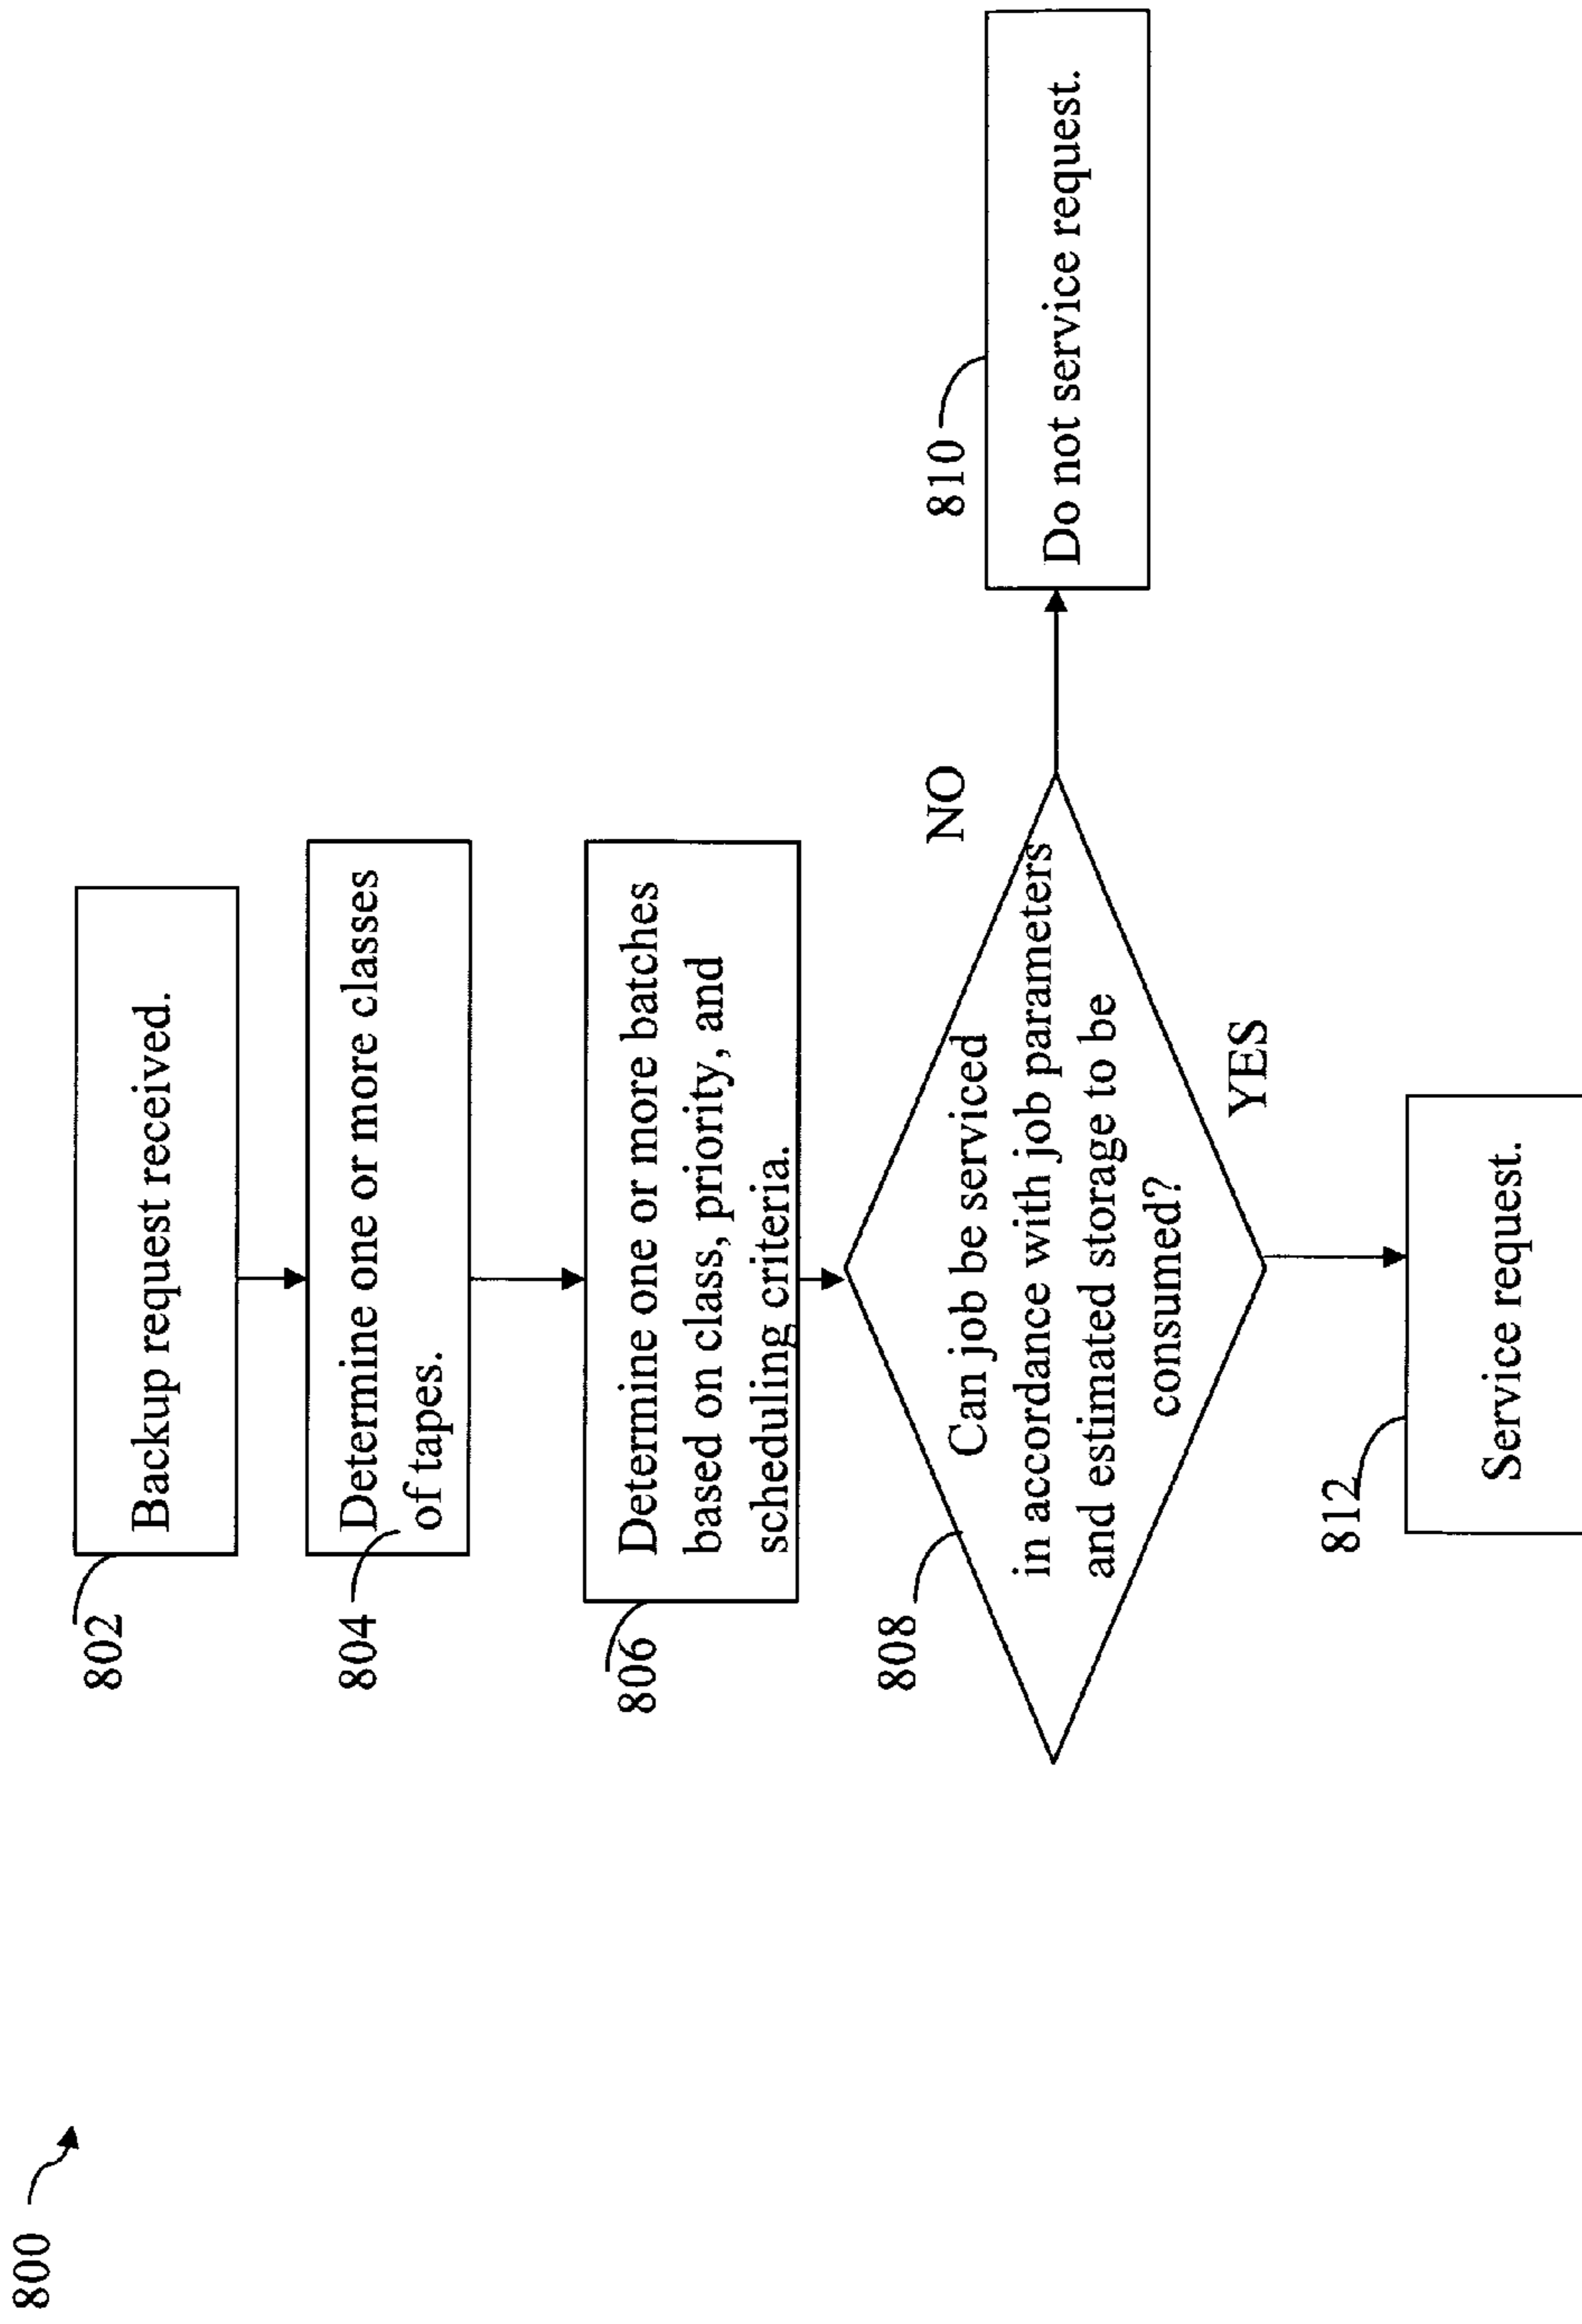 800
802
Backup request received.
804
Determine one or more classes
of tapes.
806
Determine one or more batches
based on class, priority, and
scheduling criteria.
808
Can job be serviced
in accordance with job parameters
and estimated storage to be
consumed?
NO
810
Do not service request.
YES
812
Service request.